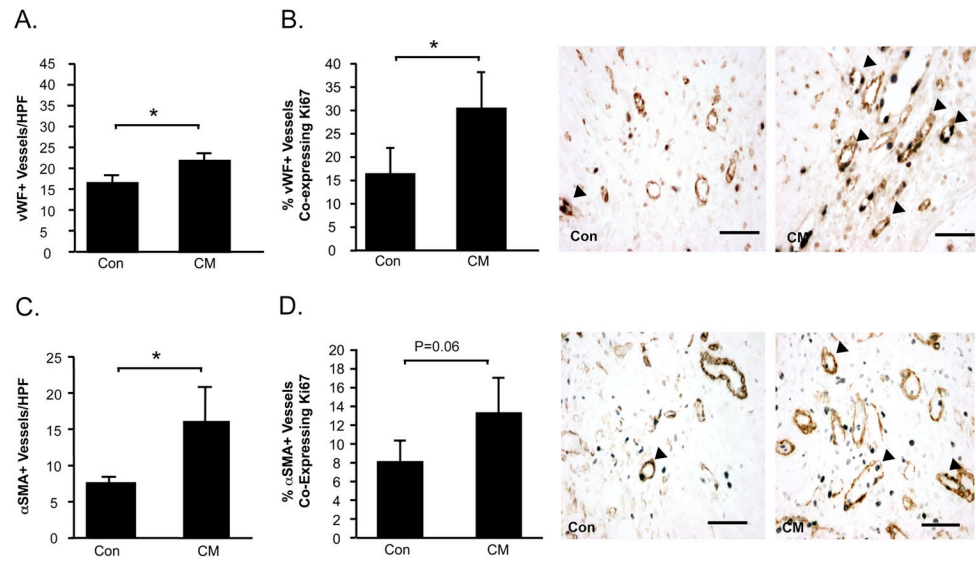 A.
vWF+ Vessels/HPF
45
40
35
30
25
20
15
10
5
0
*
Con
CM
B.
% vWF+ Vessels
Co-expressing Ki67
40
35
30
25
20
15
10
5
0
*
Con
CM
Con
CM
C.
αSMA+ Vessels/HPF
25
20
15
10
5
0
*
Con
CM
D.
% αSMA+ Vessels
Co-Expressing Ki67
20
18
16
14
12
10
8
6
4
2
0
P=0.06
Con
CM
Con
CM